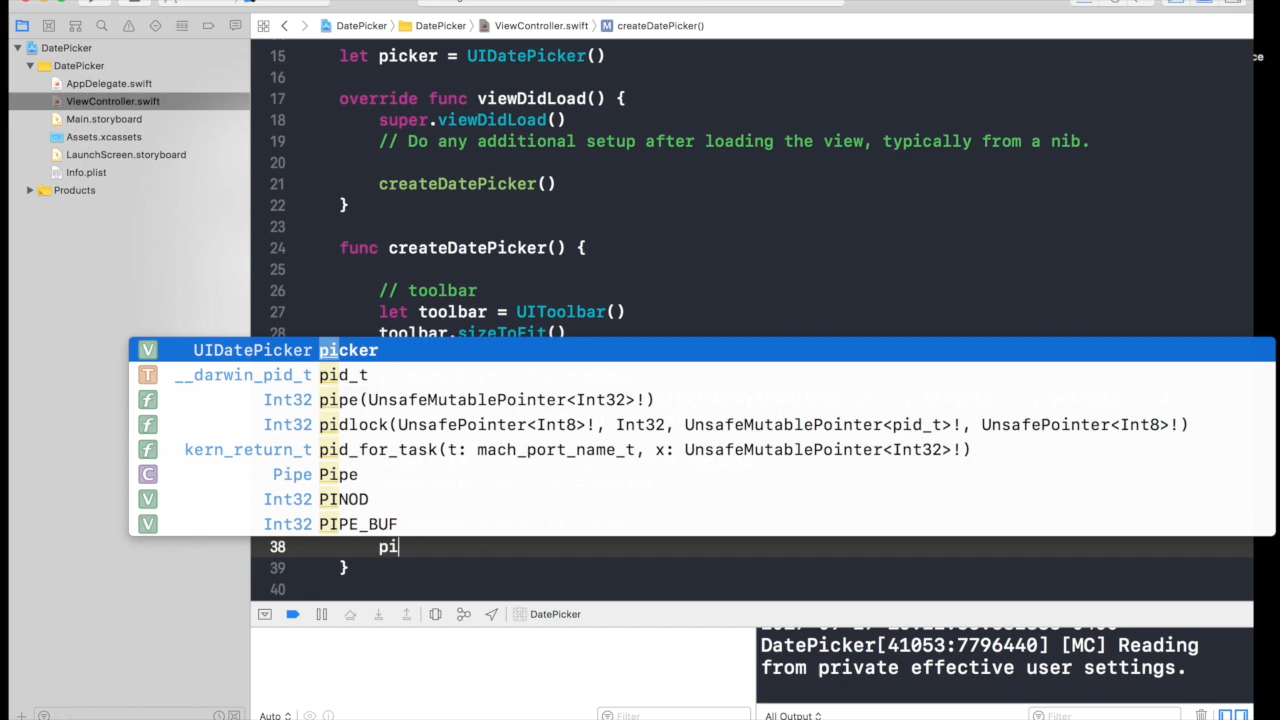 DatePicker DatePicker ViewController.swift createDatePicker()
DatePicker
DatePicker
AppDelegate.swift
ViewController.swift
Main.storyboard
Assets.xcassets
LaunchScreen.storyboard
Info.plist
Products
15 let picker = UIDatePicker()
16
17 override func viewDidLoad() {
18 super.viewDidLoad()
19 // Do any additional setup after loading the view, typically from a nib.
20
21 createDatePicker()
22 }
23
24 func createDatePicker() {
25
26 // toolbar
27 let toolbar = UIToolbar()
28 toolbar.sizeToFit()
V UIDatePicker picker
T __darwin_pid_t pid_t
f Int32 pipe(UnsafeMutablePointer<Int32>!)
f Int32 pidlock(UnsafePointer<Int8>!, Int32, UnsafeMutablePointer<pid_t>!, UnsafePointer<Int8>!)
f kern_return_t pid_for_task(t: mach_port_name_t, x: UnsafeMutablePointer<Int32>!)
C Pipe Pipe
V Int32 PINOD
V Int32 PIPE_BUF
38 pi
39 }
40
DatePicker
DatePicker[41053:7796440] [MC] Reading
from private effective user settings.
Auto
Filter
All Output
Filter